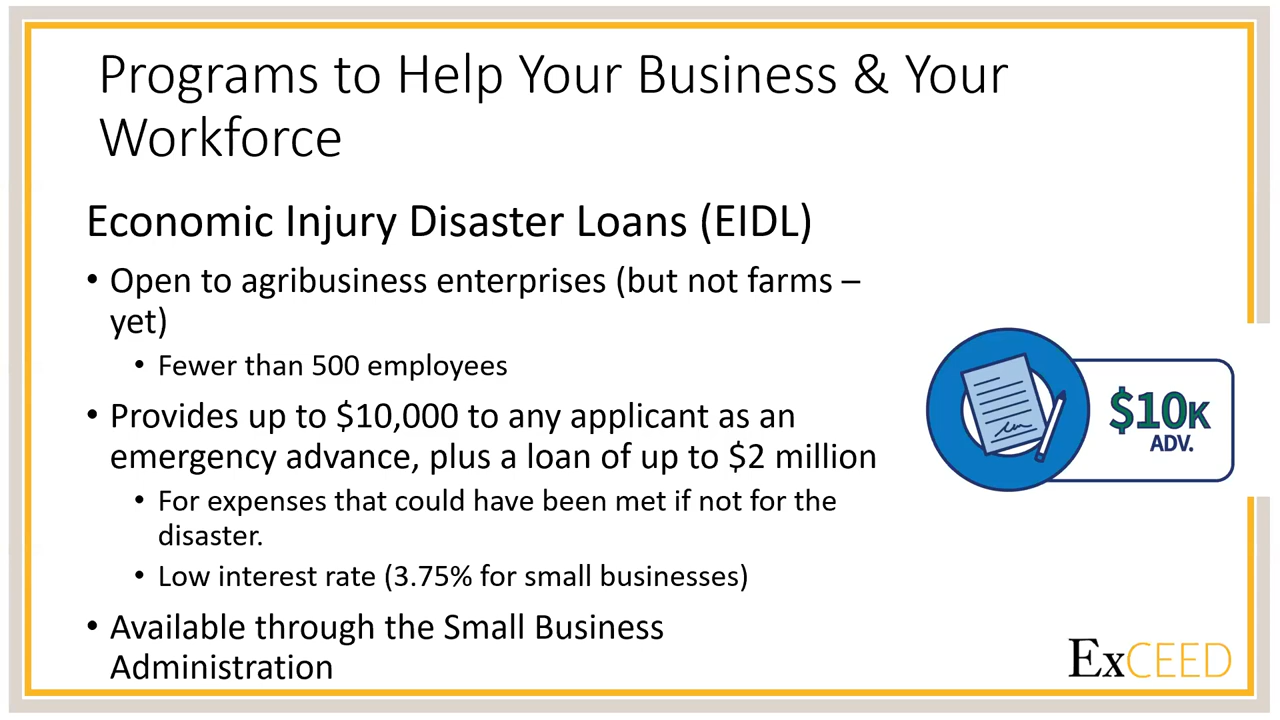 Programs to Help Your Business & Your
Workforce
Economic Injury Disaster Loans (EIDL)
• Open to agribusiness enterprises (but not farms –
yet)
• Fewer than 500 employees
• Provides up to $10,000 to any applicant as an
emergency advance, plus a loan of up to $2 million
• For expenses that could have been met if not for the
disaster.
• Low interest rate (3.75% for small businesses)
• Available through the Small Business
Administration
$10K
ADV.
ExCEED